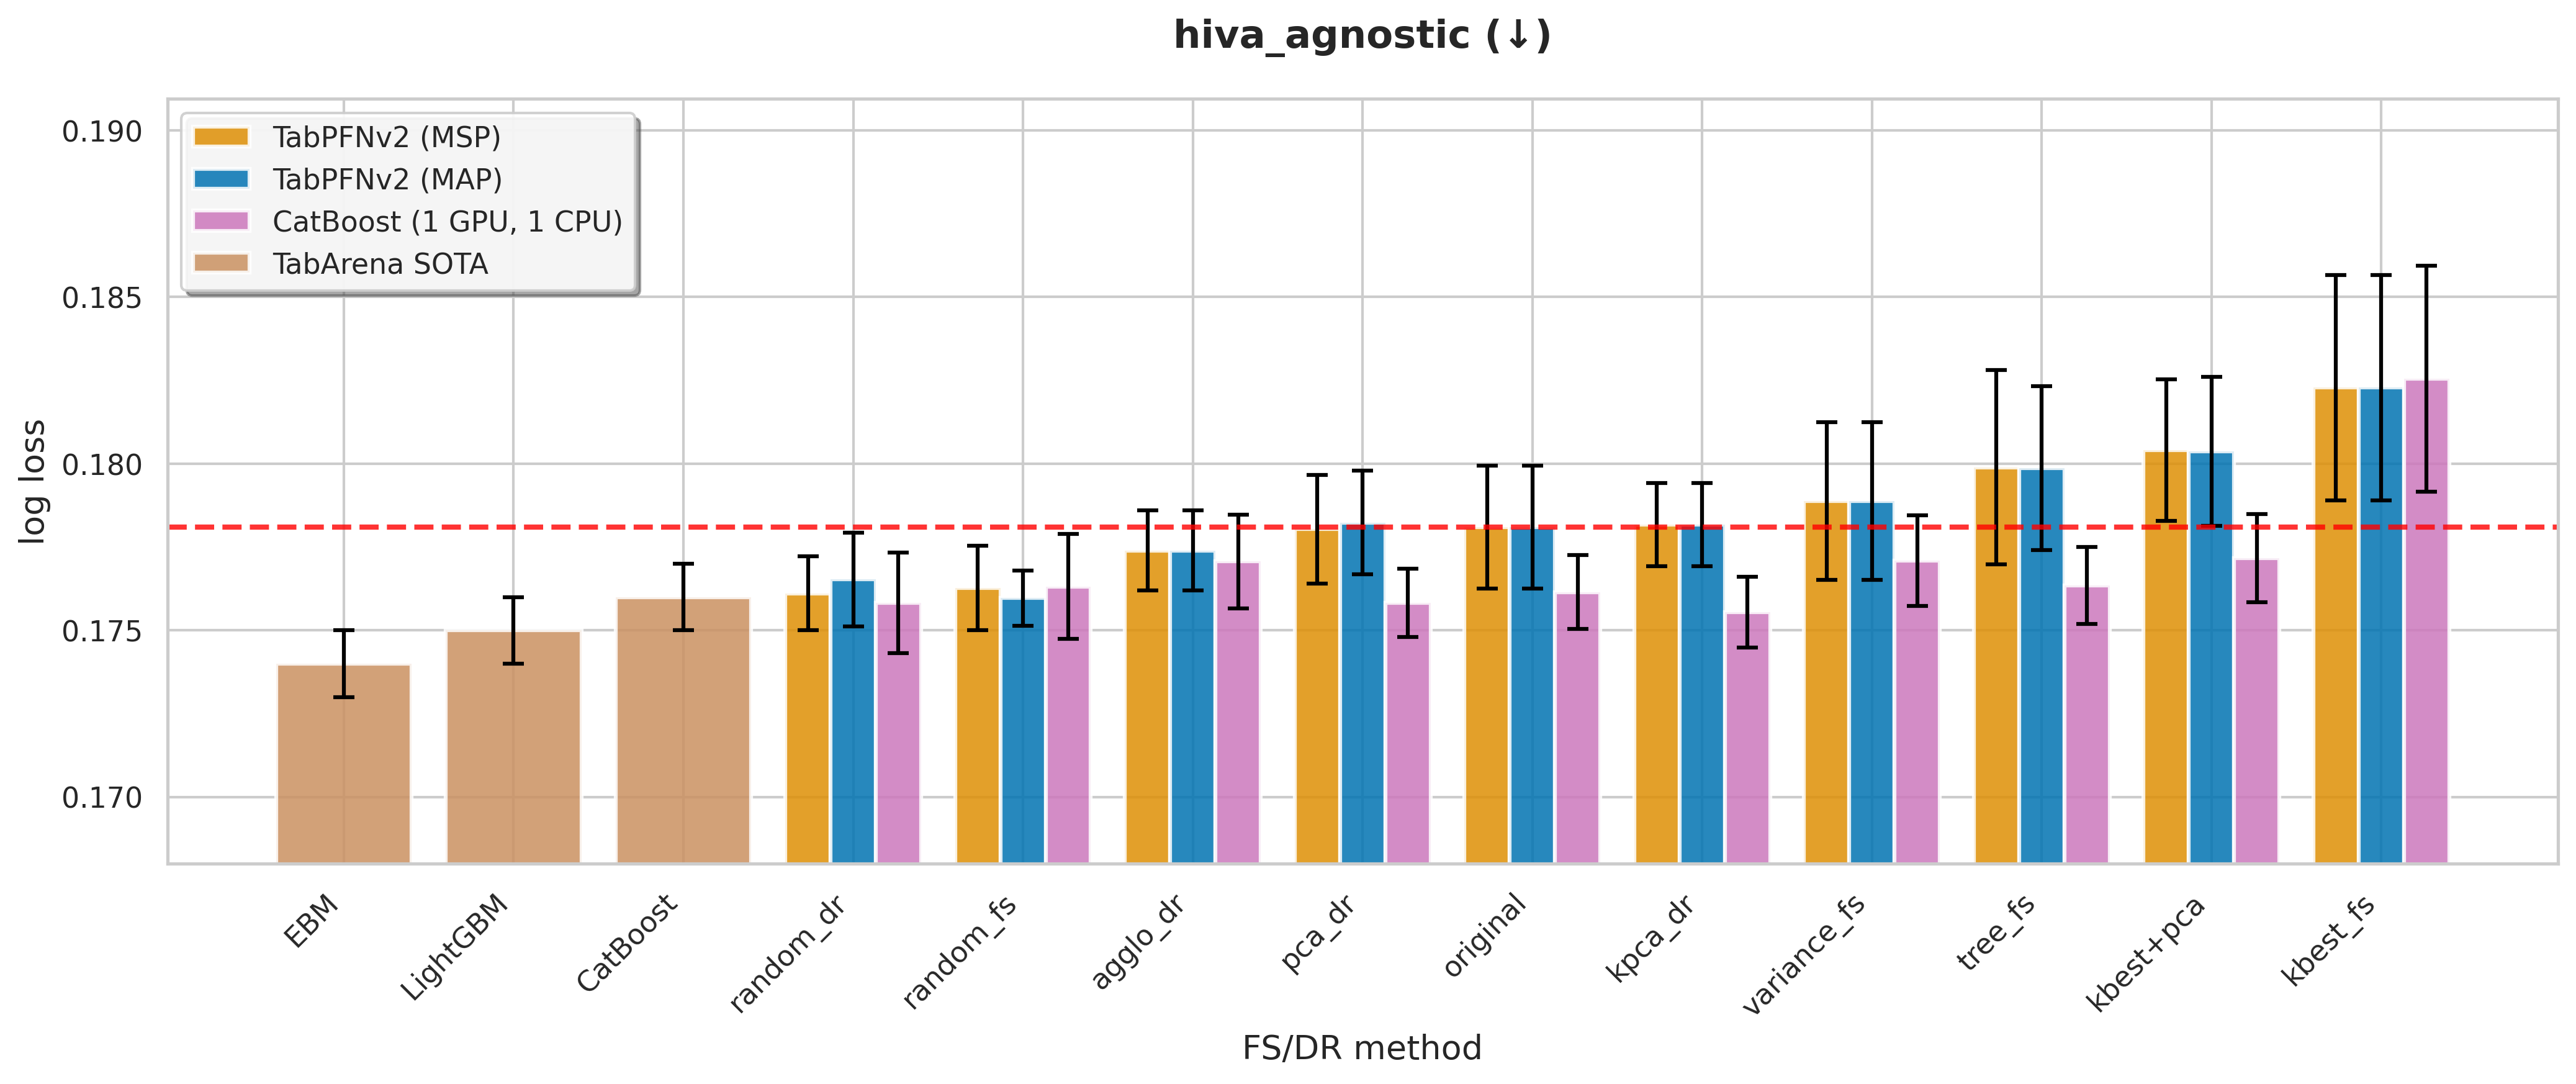 hiva_agnostic (↓)
TabPFNv2 (MSP)
TabPFNv2 (MAP)
CatBoost (1 GPU, 1 CPU)
TabArena SOTA
log loss
0.190
0.185
0.180
0.175
0.170
EBM
LightGBM
CatBoost
random_dr
random_fs
agglo_dr
pca_dr
original
kpca_dr
variance_fs
tree_fs
kbest+pca
kbest_fs
FS/DR method